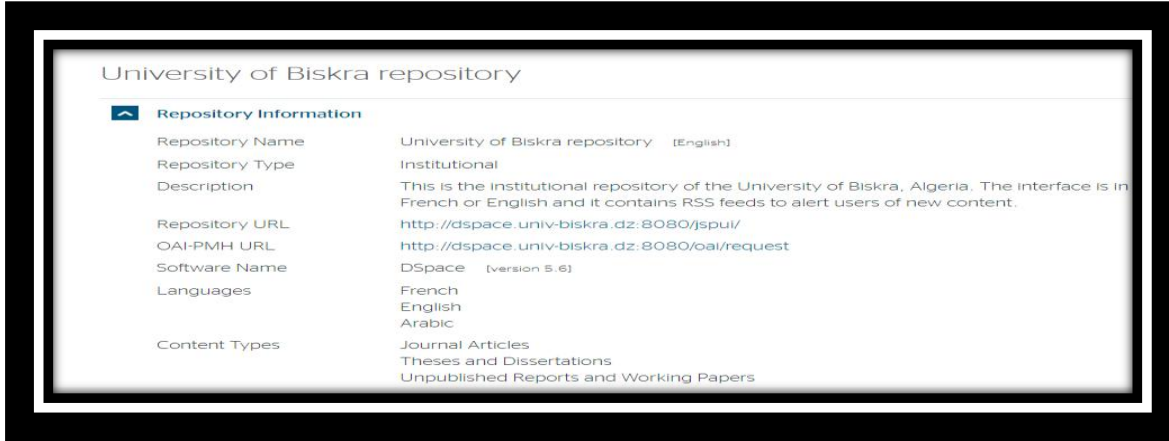 University of Biskra repository
Repository Information
Repository Name University of Biskra repository [English]
Repository Type Institutional
Description This is the institutional repository of the University of Biskra, Algeria. The interface is in
French or English and it contains RSS feeds to alert users of new content.
Repository URL http://dspace.univ-biskra.dz:8080/jspui/
OAI-PMH URL http://dspace.univ-biskra.dz:8080/oai/request
Software Name DSpace [version 5.6]
Languages French
English
Arabic
Content Types Journal Articles
Theses and Dissertations
Unpublished Reports and Working Papers